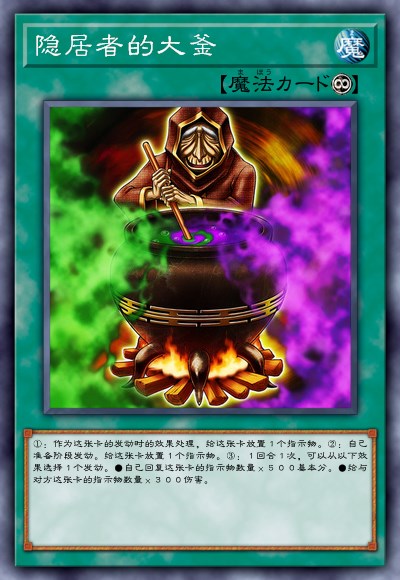 隐居者的大釜
魔
【魔法カード】
まほう
①：作为这张卡的发动时的效果处理，给这张卡放置1个指示物。②：自己
准备阶段发动。给这张卡放置1个指示物。③：1回合1次，可以从以下效
果选择1个发动。●自己回复这张卡的指示物数量×500基本分。●给与
对方这张卡的指示物数量×300伤害。